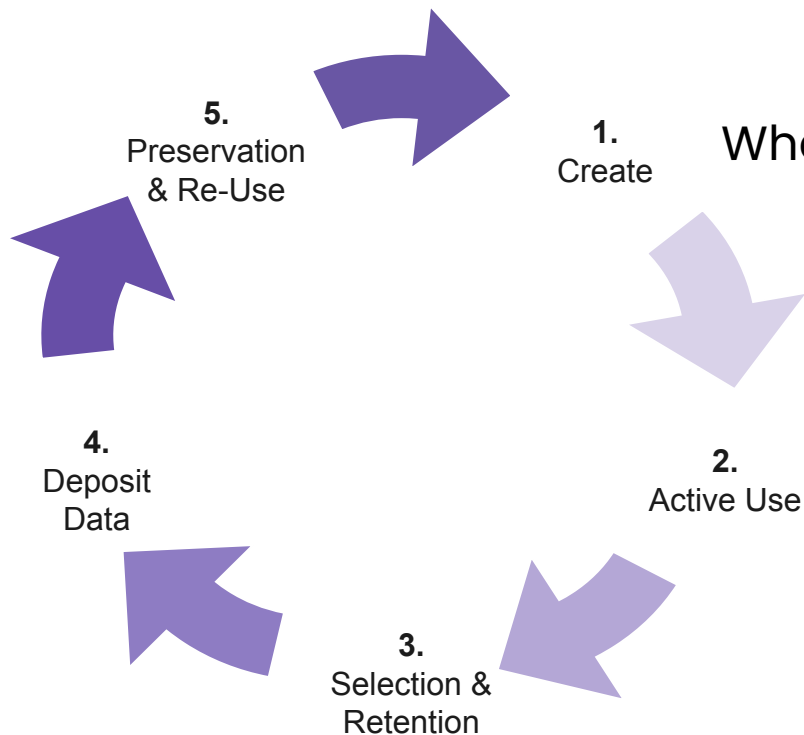 1.
Create
2.
Active Use
3.
Selection &
Retention
4.
Deposit
Data
5.
Preservation
& Re-Use